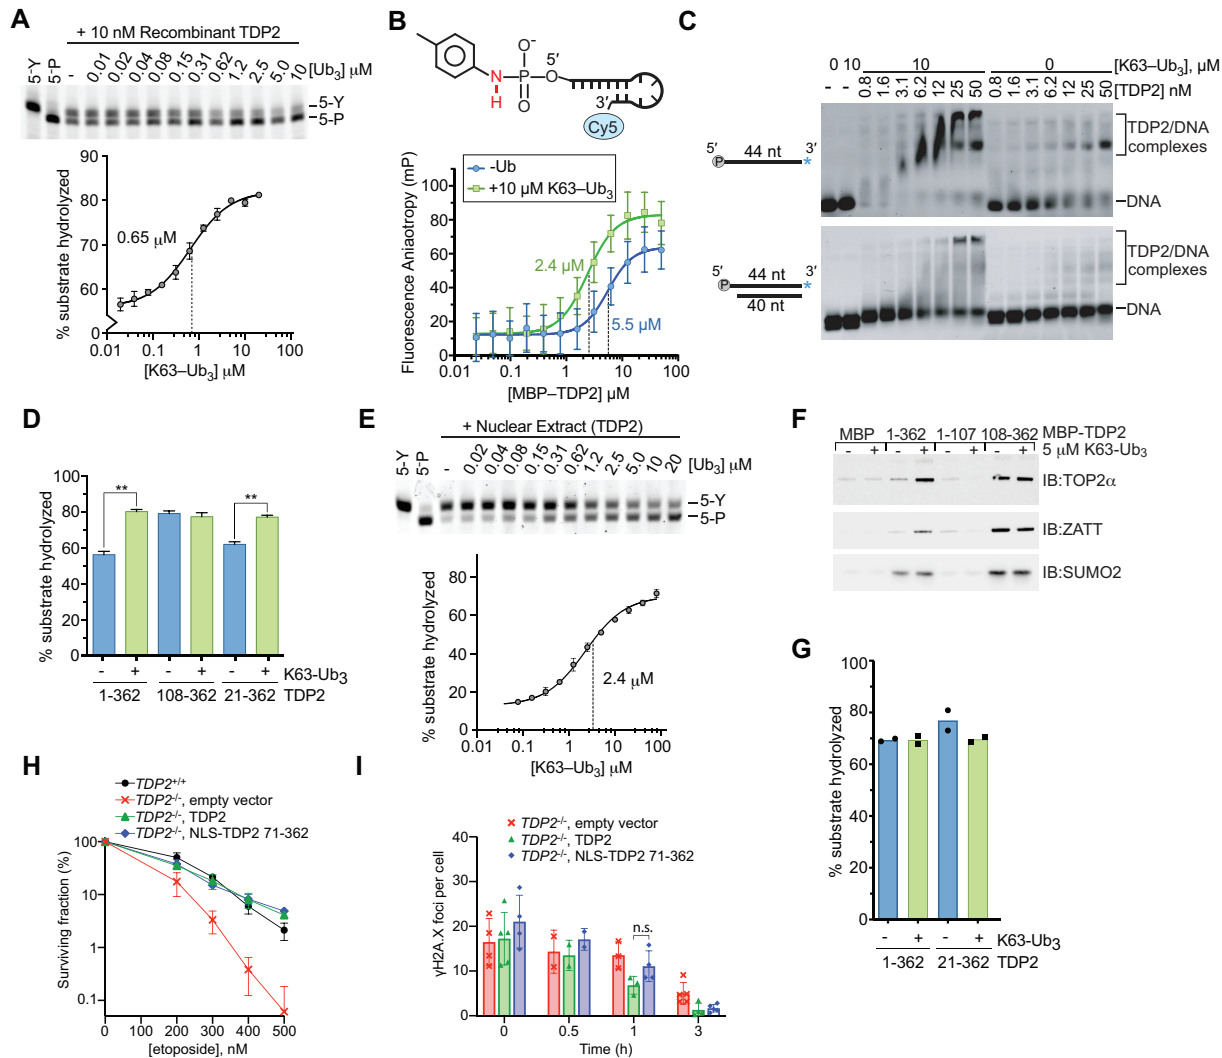 A
+ 10 nM Recombinant TDP2
5-Y 5-P - 0.01 0.02 0.04 0.08 0.15 0.31 0.62 1.2 2.5 5.0 10 [Ub3] μM
5-Y
5-P
% substrate hydrolyzed
90
80
70
60
0
0.65 μM
0.01 0.1 1 10 100
[K63–Ub3] μM
B
O-
N P O 5′
H O
3′
Cy5
-Ub
+10 μM K63–Ub3
Fluorescence Aniaotropy (mP)
100
80
60
40
20
0
2.4 μM
5.5 μM
0.01 0.1 1 10 100
[MBP–TDP2] μM
C
0 10 10 0 [K63–Ub3], μM
- - 0.8 1.6 3.1 6.2 12 25 50 0.8 1.6 3.1 6.2 12 25 50 [TDP2] nM
5′ 44 nt 3′
P *
TDP2/DNA
complexes
DNA
5′ 44 nt 3′
P *
40 nt
TDP2/DNA
complexes
DNA
D
% substrate hydrolyzed
100
80
60
40
20
0
** **
- + - + - + K63-Ub3
1-362 108-362 21-362 TDP2
E
+ Nuclear Extract (TDP2)
5-Y 5-P - 0.02 0.04 0.08 0.15 0.31 0.62 1.2 2.5 5.0 10 20 [Ub3] μM
5-Y
5-P
% substrate hydrolyzed
80
60
40
20
0
2.4 μM
0.01 0.1 1 10 100
[K63–Ub3] μM
F
MBP 1-362 1-107 108-362 MBP-TDP2
- + - + - + - + 5 μM K63-Ub3
IB:TOP2α
IB:ZATT
IB:SUMO2
G
% substrate hydrolyzed
100
80
60
40
20
0
- + - + K63-Ub3
1-362 21-362 TDP2
H
TDP2+/+
TDP2-/-, empty vector
TDP2-/-, TDP2
TDP2-/-, NLS-TDP2 71-362
Surviving fraction (%)
100
10
1
0.1
0 100 200 300 400 500
[etoposide], nM
I
TDP2-/-, empty vector
TDP2-/-, TDP2
TDP2-/-, NLS-TDP2 71-362
γH2A.X foci per cell
40
30
20
10
0
n.s.
0 0.5 1 3
Time (h)